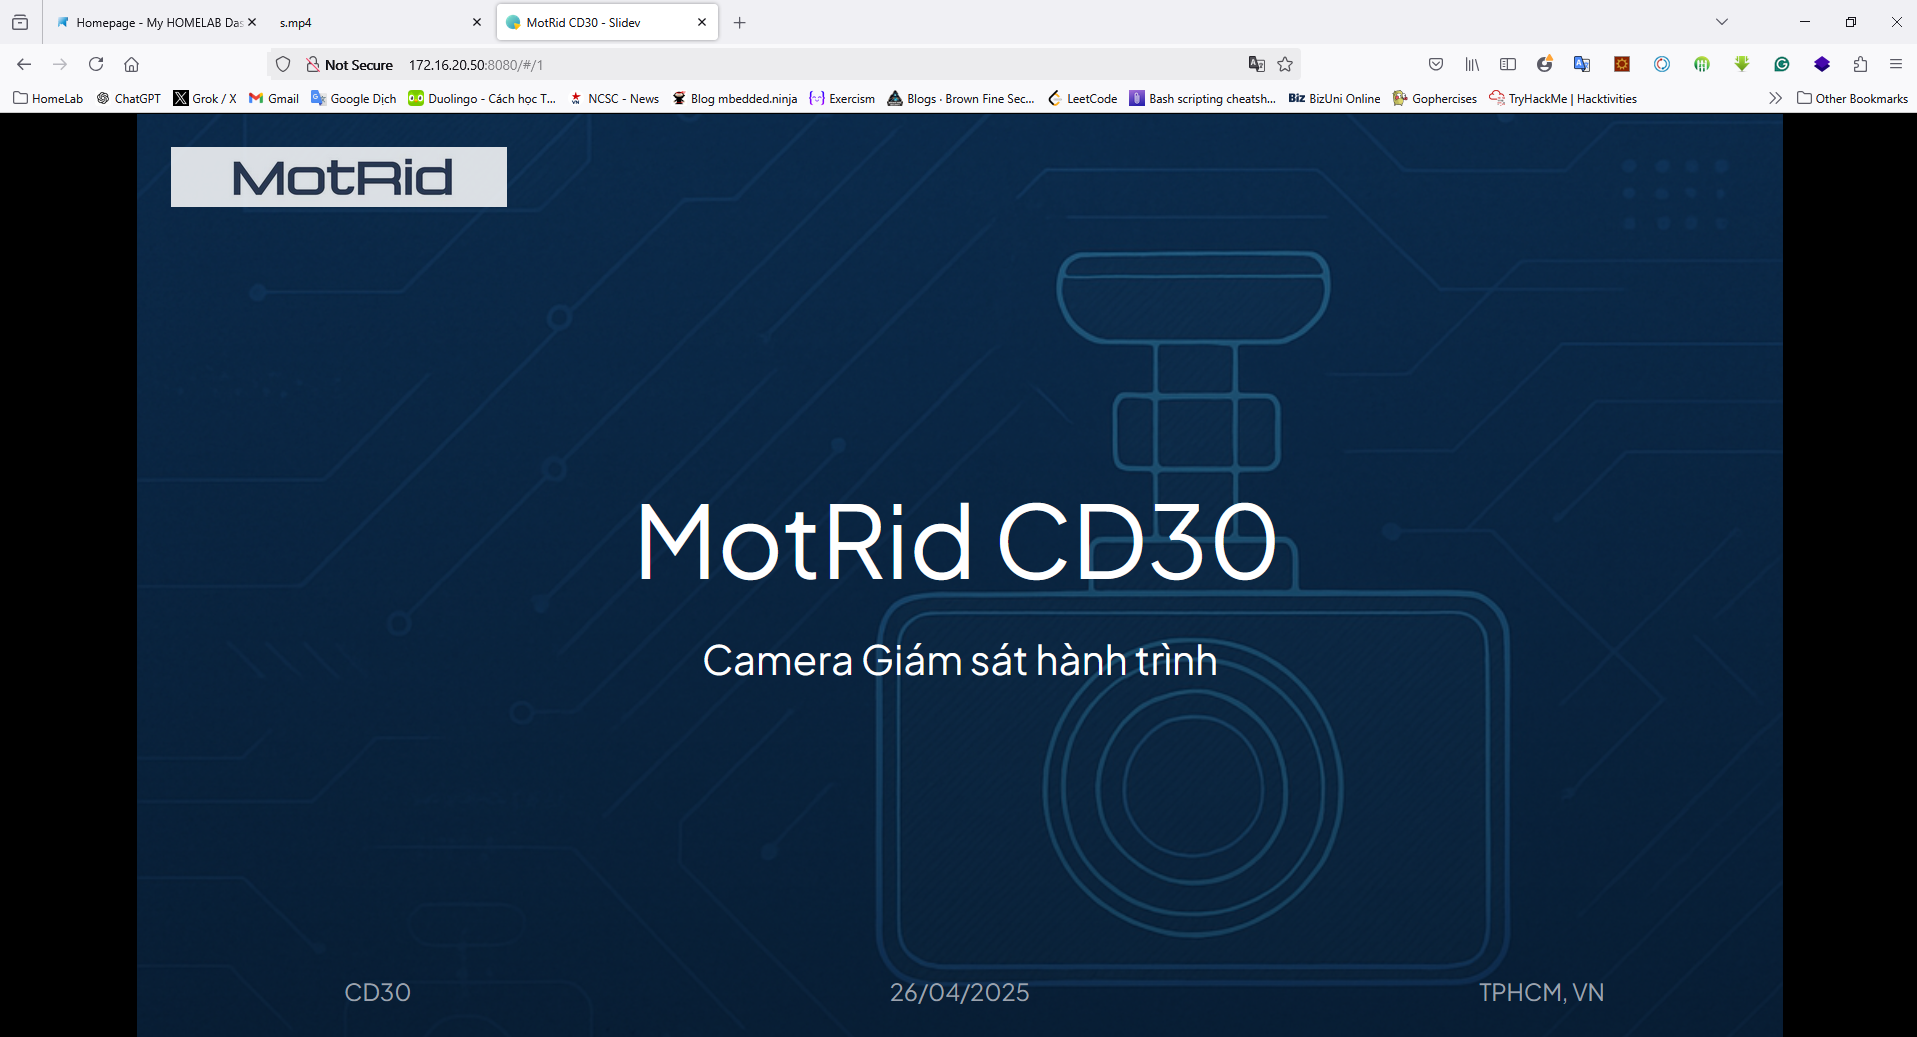 Homepage - My HOMELAB Das
s.mp4
MotRid CD30 - Slidev
Not Secure
172.16.20.50:8080/#/1
HomeLab
ChatGPT
Grok / X
Gmail
Google Dịch
Duolingo - Cách học T...
NCSC - News
Blog mbedded.ninja
Exercism
Blogs · Brown Fine Sec...
LeetCode
Bash scripting cheatsh...
Biz BizUni Online
Gophercises
TryHackMe | Hacktivities
Other Bookmarks
MotRid
MotRid CD30
Camera Giám sát hành trình
CD30
26/04/2025
TPHCM, VN